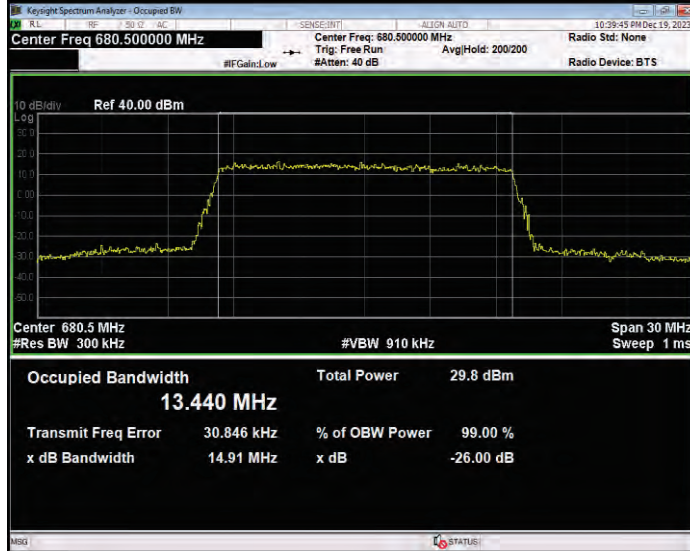 Keysight Spectrum Analyzer - Occupied BW
RL RF 50 Ω AC SENSE:INT ALIGN AUTO 10:39:45 PM Dec 19, 2023
Center Freq 680.500000 MHz Center Freq: 680.500000 MHz Radio Std: None
Trig: Free Run Avg|Hold: 200/200
#IFGain:Low #Atten: 40 dB Radio Device: BTS
10 dB/div Ref 40.00 dBm
Log
30.0
20.0
10.0
0.00
-10.0
-20.0
-30.0
-40.0
-50.0
Center 680.5 MHz Span 30 MHz
#Res BW 300 kHz #VBW 910 kHz Sweep 1 ms
Occupied Bandwidth Total Power 29.8 dBm
13.440 MHz
Transmit Freq Error 30.846 kHz % of OBW Power 99.00 %
x dB Bandwidth 14.91 MHz x dB -26.00 dB
MSG STATUS